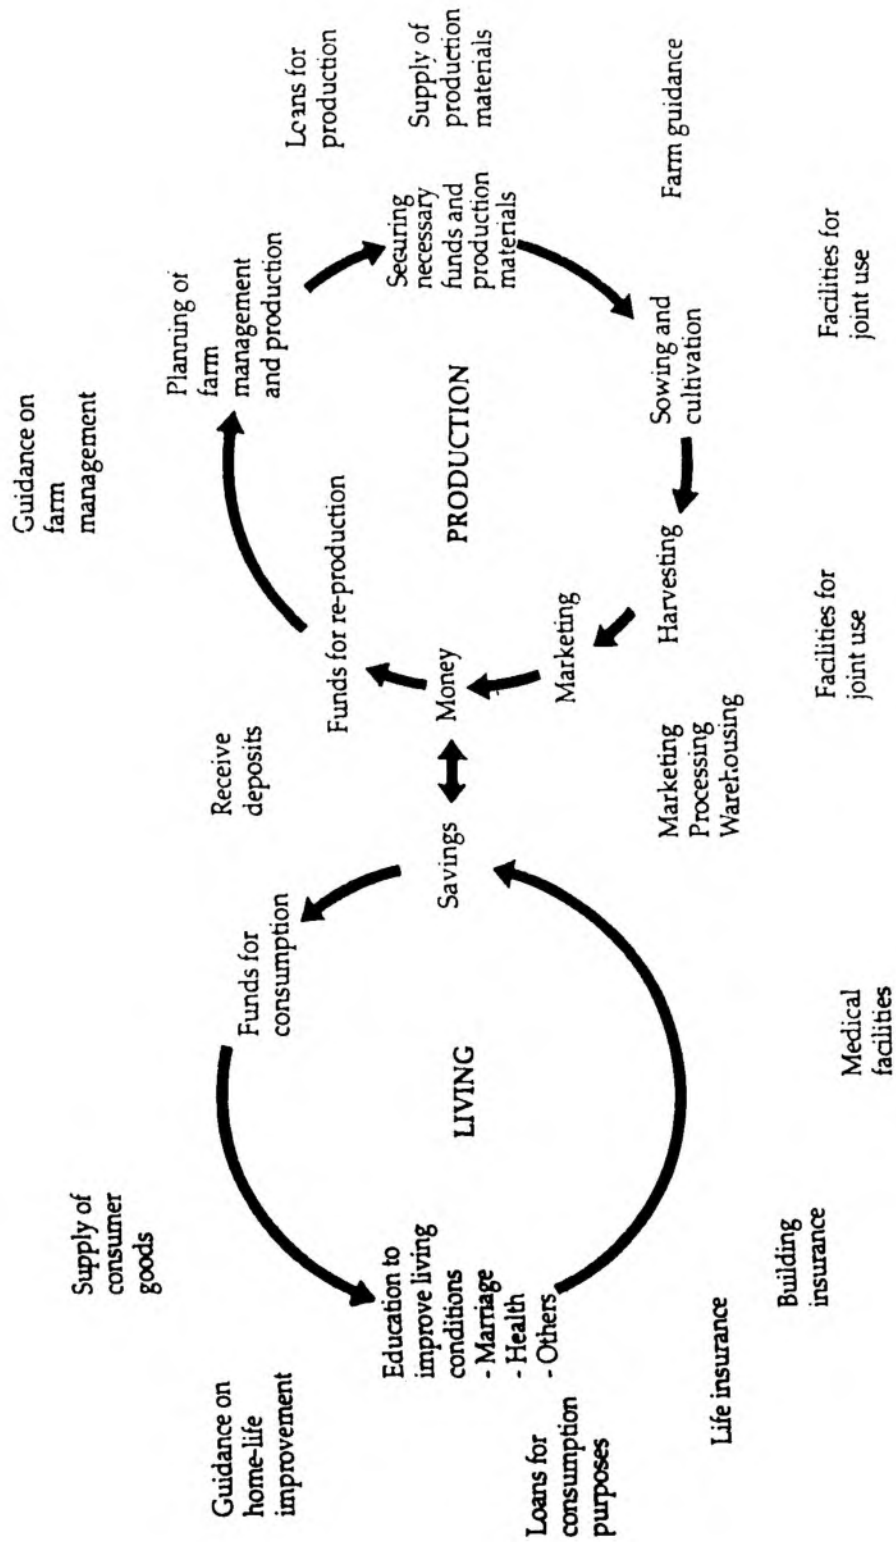 Guidance on
farm
management
Supply of
consumer
goods
Guidance on
home-life
improvement
Receive
deposits
Loans for
production
Funds for
consumption
Planning of
farm
management
and production
Supply of
production
materials
Funds for re-production
Education to
improve living
conditions
- Marriage
- Health
- Others
Securing
necessary
funds and
production
materials
LIVING
Savings
Money
PRODUCTION
Loans for
consumption
purposes
Marketing
Sowing and
cultivation
Harvesting
Farm guidance
Marketing
Processing
Warehousing
Life insurance
Building
insurance
Medical
facilities
Facilities for
joint use
Facilities for
joint use